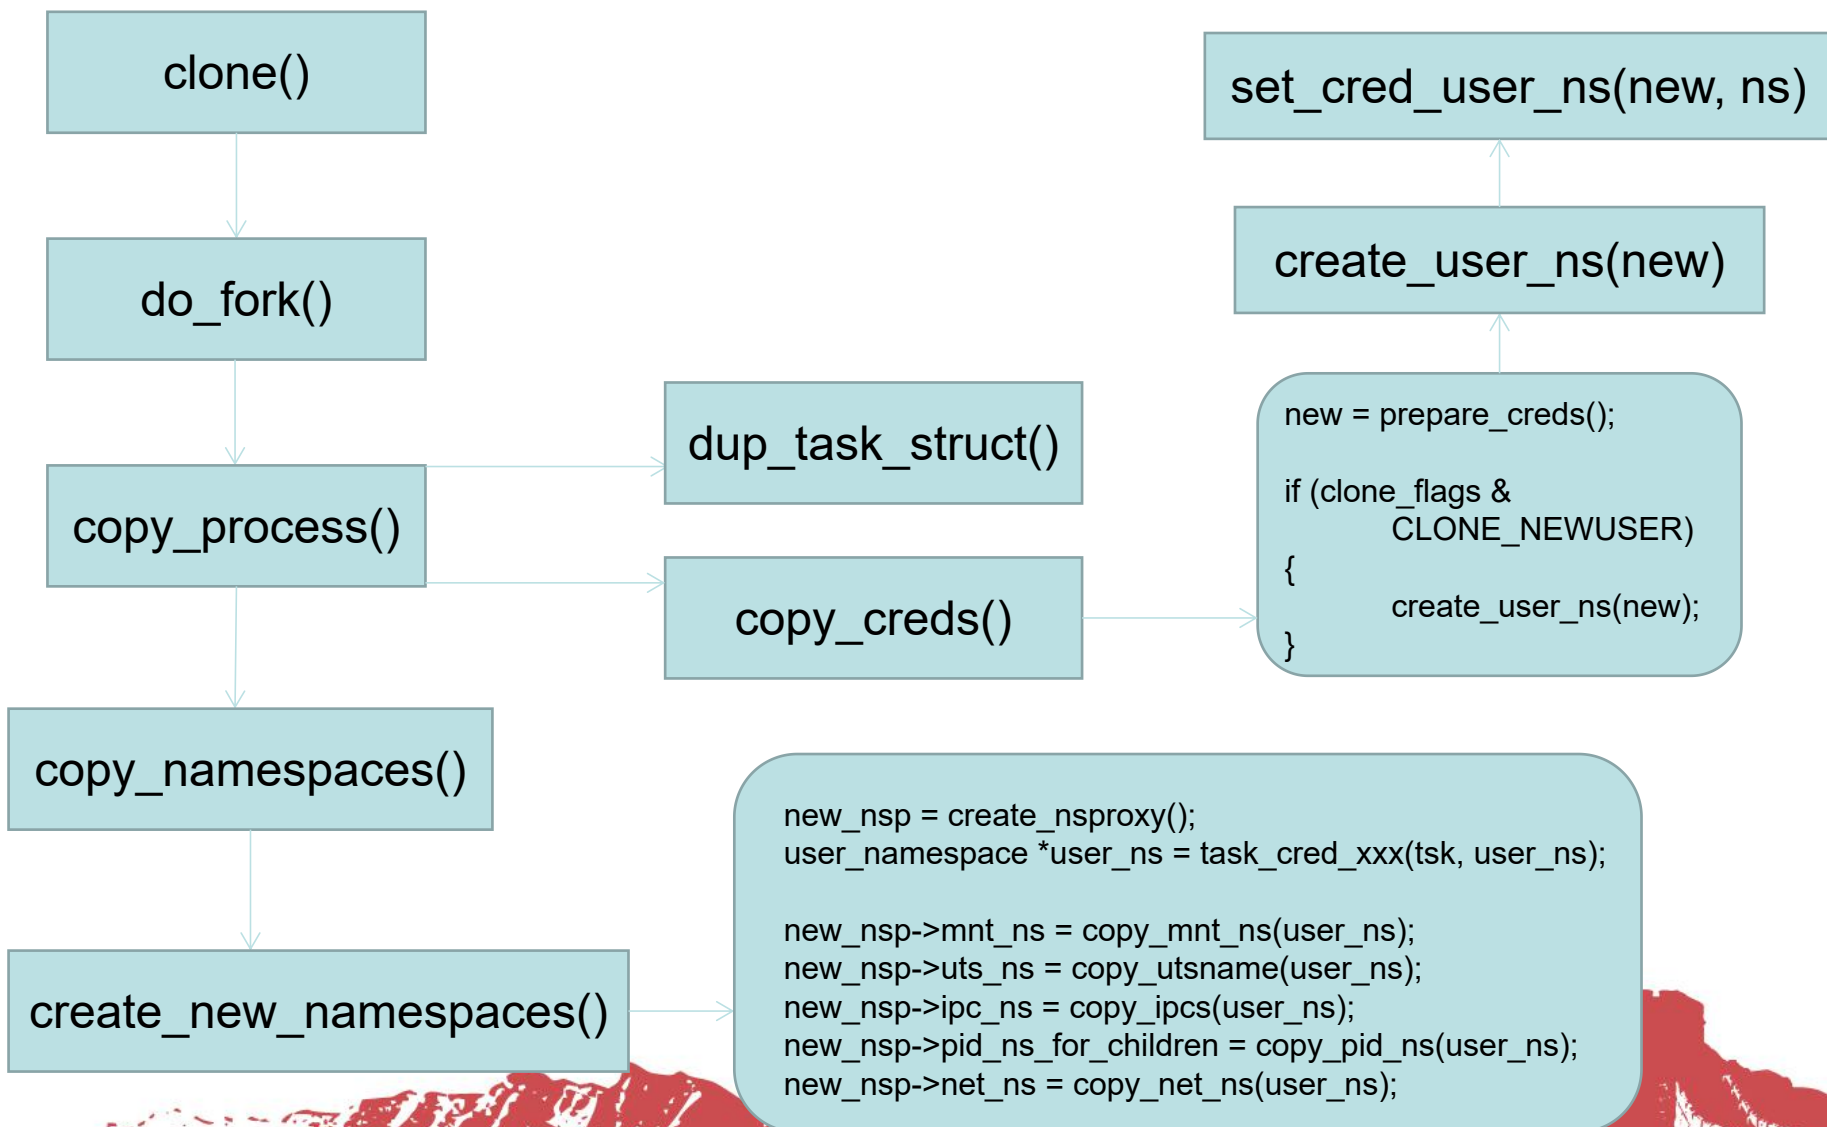 clone()
do_fork()
copy_process()
copy_namespaces()
create_new_namespaces()
dup_task_struct()
copy_creds()
set_cred_user_ns(new, ns)
create_user_ns(new)
new = prepare_creds();
if (clone_flags &
CLONE_NEWUSER)
{
create_user_ns(new);
}
new_nsp = create_nsproxy();
user_namespace *user_ns = task_cred_xxx(tsk, user_ns);
new_nsp->mnt_ns = copy_mnt_ns(user_ns);
new_nsp->uts_ns = copy_utsname(user_ns);
new_nsp->ipc_ns = copy_ipcs(user_ns);
new_nsp->pid_ns_for_children = copy_pid_ns(user_ns);
new_nsp->net_ns = copy_net_ns(user_ns);